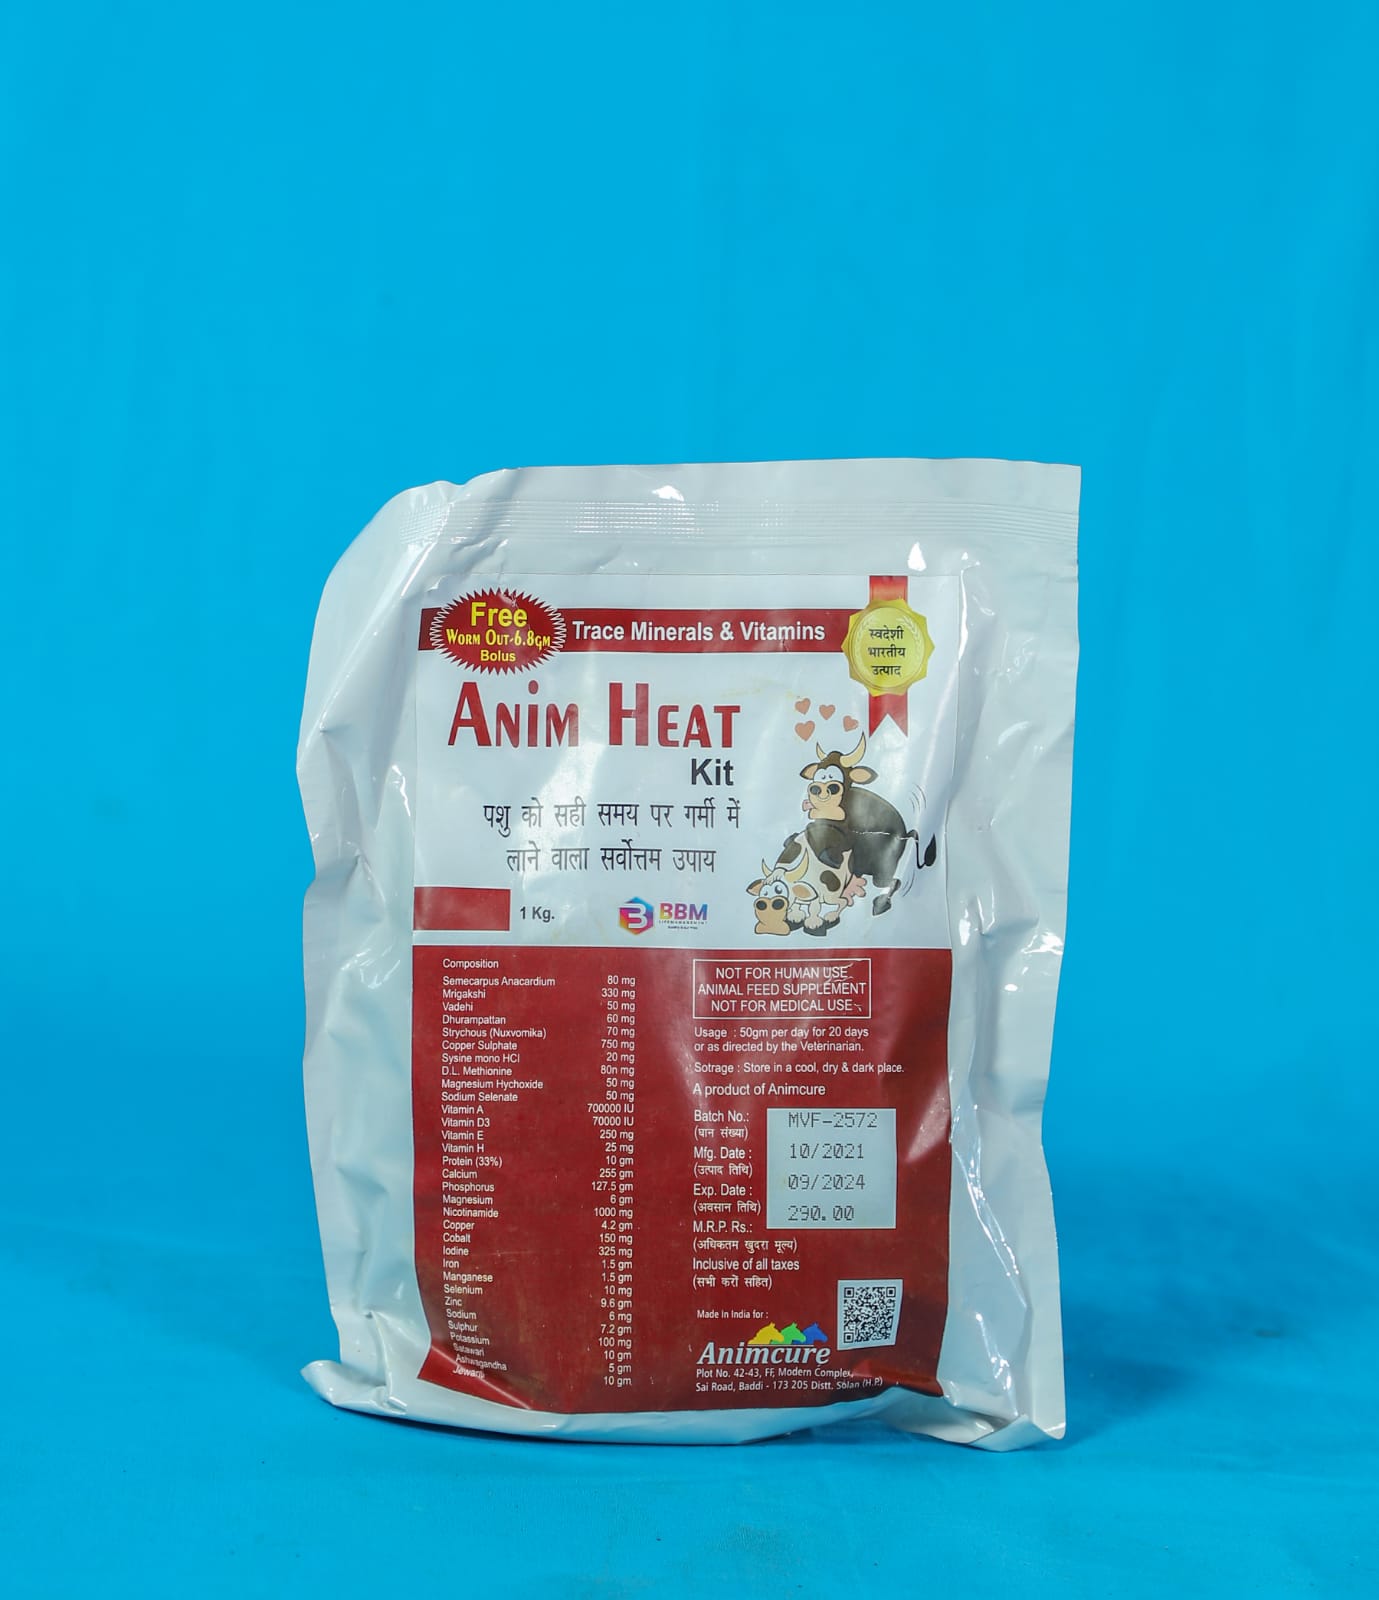 Free
WORM OUT-6.8GM
Bolus
Trace Minerals & Vitamins
स्वदेशी
भारतीय
उत्पाद
ANIM HEAT
Kit
पशु को सही समय पर गर्मी में
लाने वाला सर्वोत्तम उपाय
1 Kg.
BBM
Composition
Semecarpus Anacardium 80 mg
Mrigakshi 330 mg
Vadehi 50 mg
Dhurampattan 60 mg
Strychous (Nuxvomika) 70 mg
Copper Sulphate 750 mg
Sysine mono HCl 20 mg
D.L. Methionine 80n mg
Magnesium Hychoxide 50 mg
Sodium Selenate 50 mg
Vitamin A 700000 IU
Vitamin D3 70000 IU
Vitamin E 250 mg
Vitamin H 25 mg
Protein (33%) 10 gm
Calcium 255 gm
Phosphorus 127.5 gm
Magnesium 6 gm
Nicotinamide 1000 mg
Copper 4.2 gm
Cobalt 150 mg
Iodine 325 mg
Iron 1.5 gm
Manganese 1.5 gm
Selenium 10 mg
Zinc 9.6 gm
Sodium 6 mg
Sulphur 7.2 gm
Potassium 100 mg
Satawari 10 gm
Ashwagandha 5 gm
10 gm
NOT FOR HUMAN USE
ANIMAL FEED SUPPLEMENT
NOT FOR MEDICAL USE
Usage : 50gm per day for 20 days
or as directed by the Veterinarian.
Sotrage : Store in a cool, dry & dark place.
A product of Animcure
Batch No.: MVF-2572
(घान संख्या)
Mfg. Date : 10/2021
(उत्पाद तिथि)
Exp. Date : 09/2024
(अवसान तिथि)
M.R.P. Rs.: 290.00
(अधिकतम खुदरा मूल्य)
Inclusive of all taxes
(सभी करों सहित)
Made In India for :
Animcure
Plot No. 42-43, FF, Modern Complex,
Sai Road, Baddi - 173 205 Distt. Solan (H.P.)